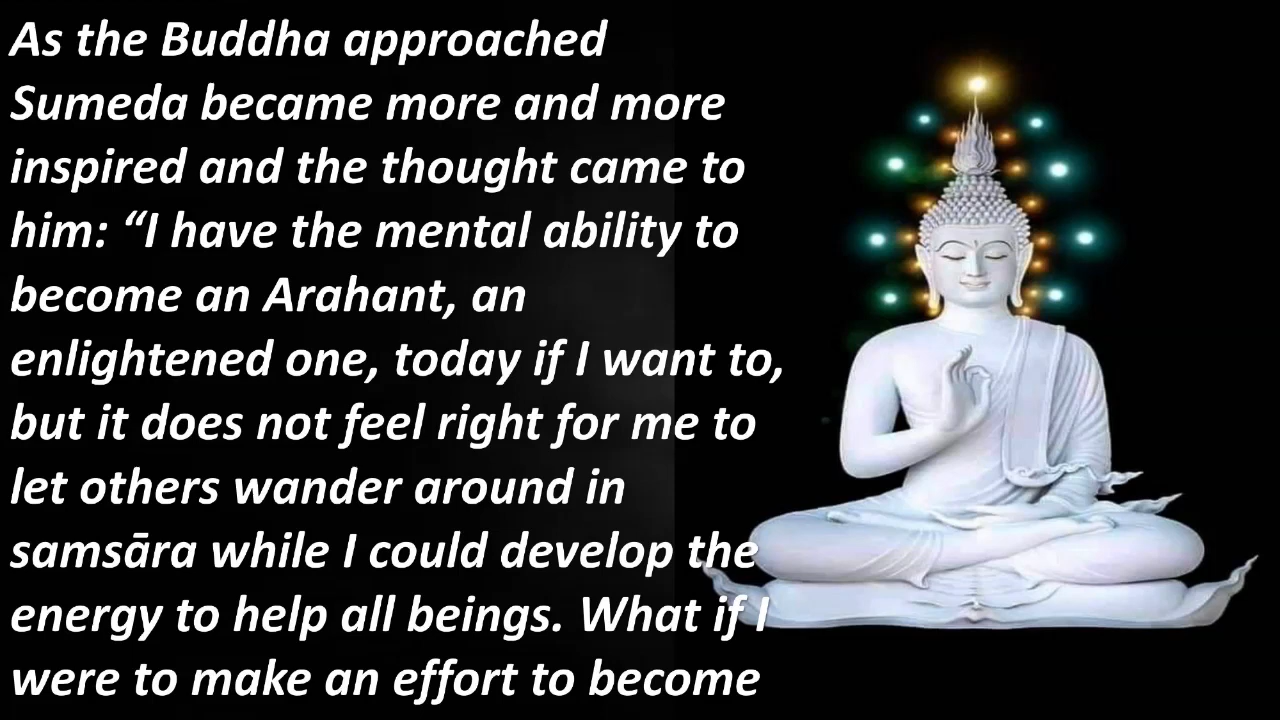 As the Buddha approached
Sumeda became more and more
inspired and the thought came to
him: “I have the mental ability to
become an Arahant, an
enlightened one, today if I want to,
but it does not feel right for me to
let others wander around in
samsāra while I could develop the
energy to help all beings. What if I
were to make an effort to become